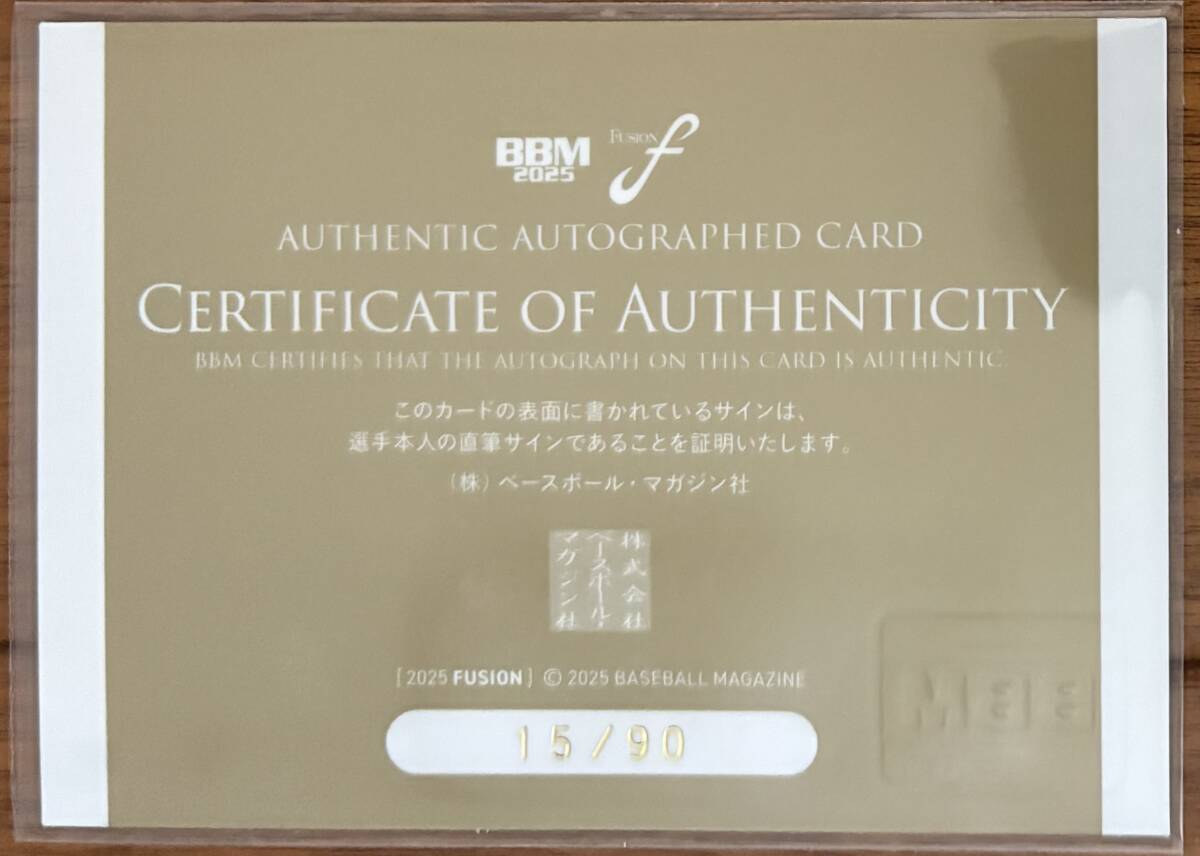 BBM
2025
FUSION f
AUTHENTIC AUTOGRAPHED CARD
CERTIFICATE OF AUTHENTICITY
BBM CERTIFIES THAT THE AUTOGRAPH ON THIS CARD IS AUTHENTIC.
このカードの表面に書かれているサインは、
選手本人の直筆サインであることを証明いたします。
(株) ベースボール・マガジン社
株式会社
ベースボール・
マガジン社
[2025 FUSION] © 2025 BASEBALL MAGAZINE
15/90